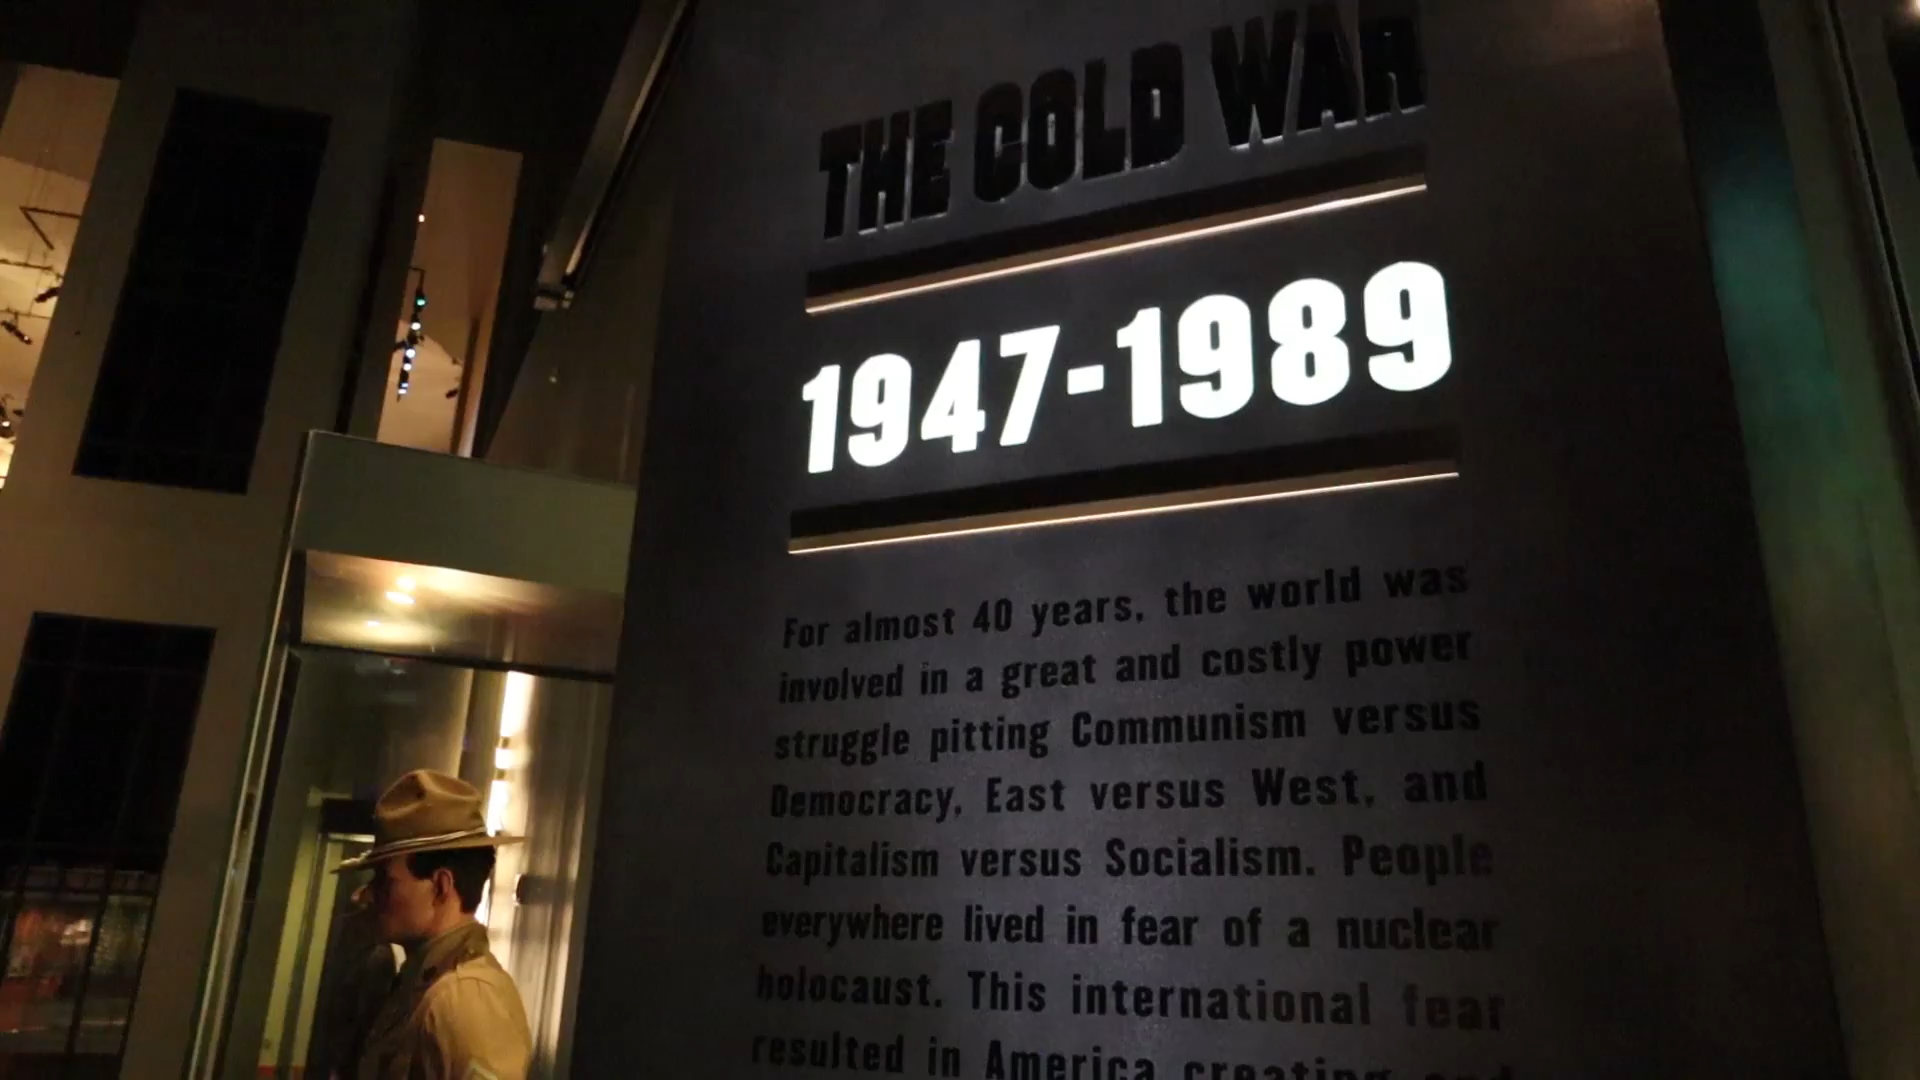 THE COLD WAR
1947-1989
For almost 40 years, the world was
involved in a great and costly power
struggle pitting Communism versus
Democracy, East versus West, and
Capitalism versus Socialism. People
everywhere lived in fear of a nuclear
holocaust. This international fear
resulted in America creating and